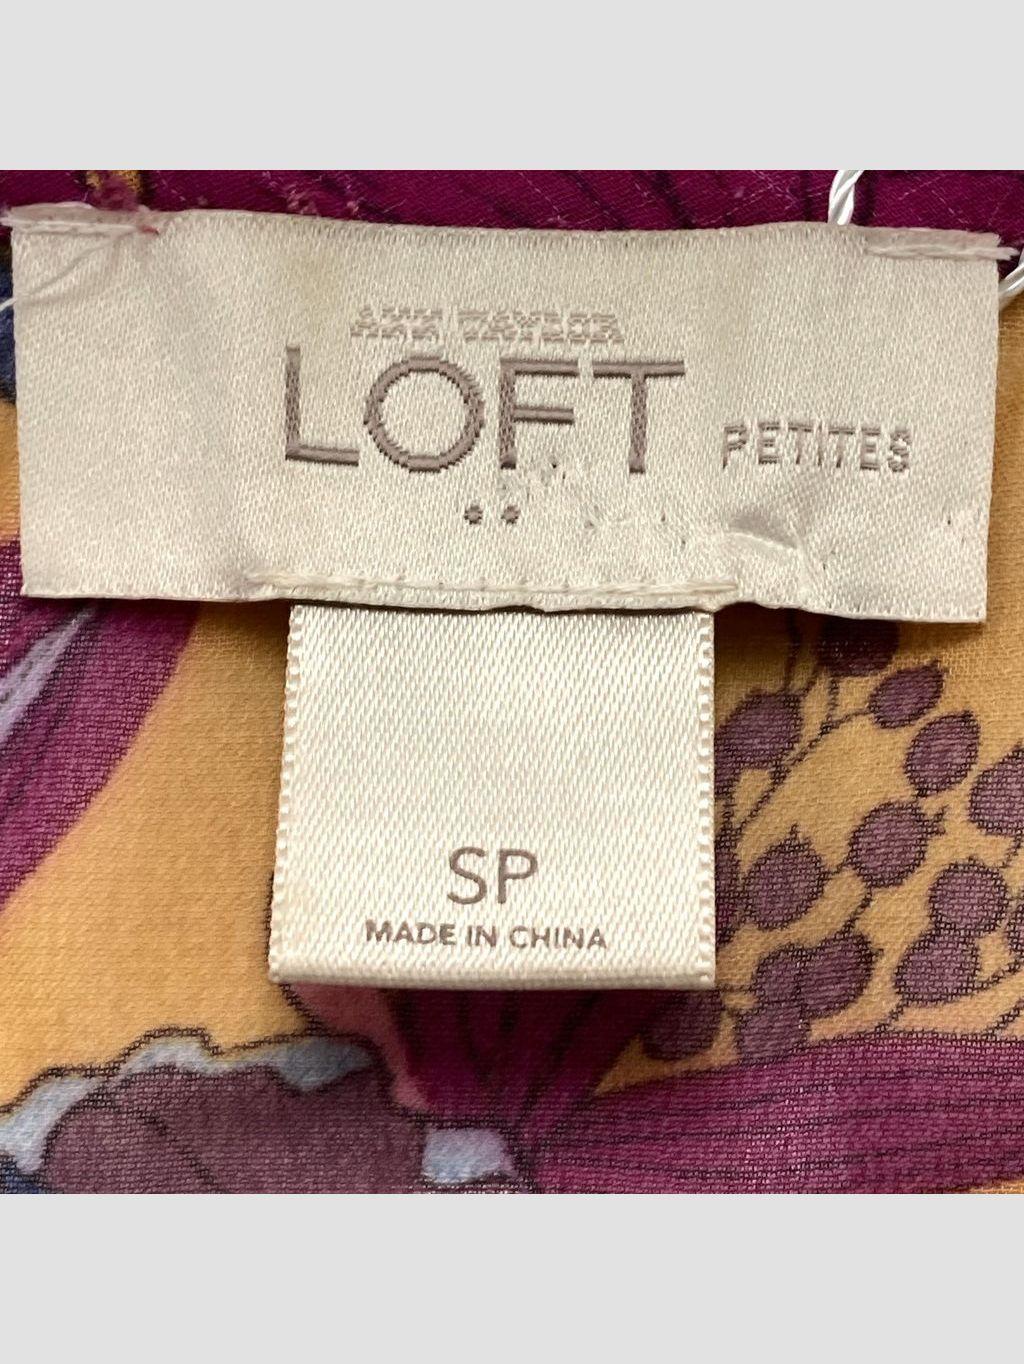 ANN TAYLOR
LOFT PETITES
SP
MADE IN CHINA